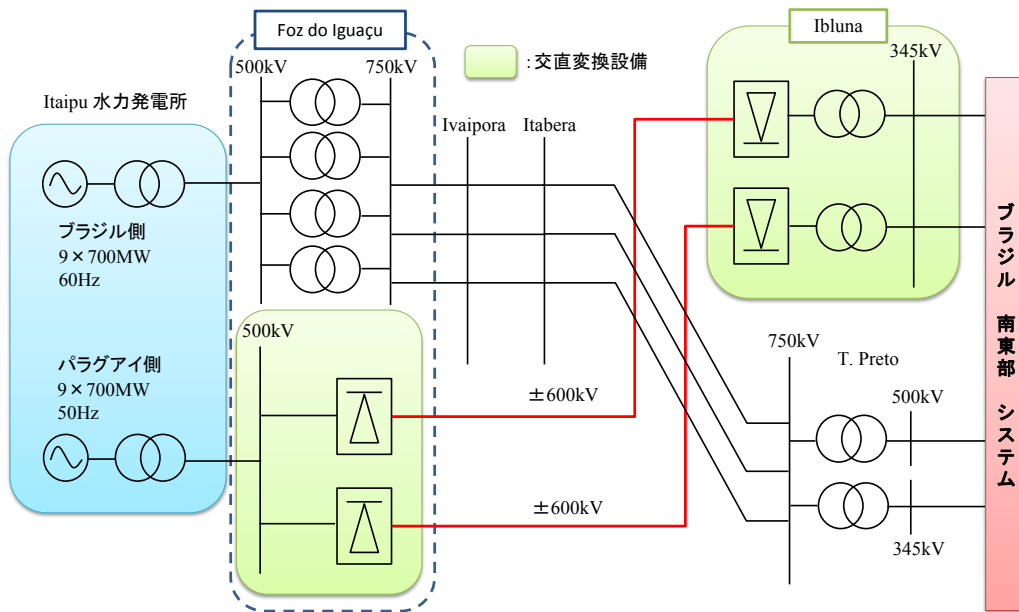 Foz do Iguaçu
500kV
750kV
:交直変換設備
Ibluna
345kV
Itaipu 水力発電所
Ivaipora
Itabera
ブラジル側
9×700MW
60Hz
500kV
パラグアイ側
9×700MW
50Hz
±600kV
±600kV
750kV
T. Preto
500kV
345kV
ブラジル 南東部 システム